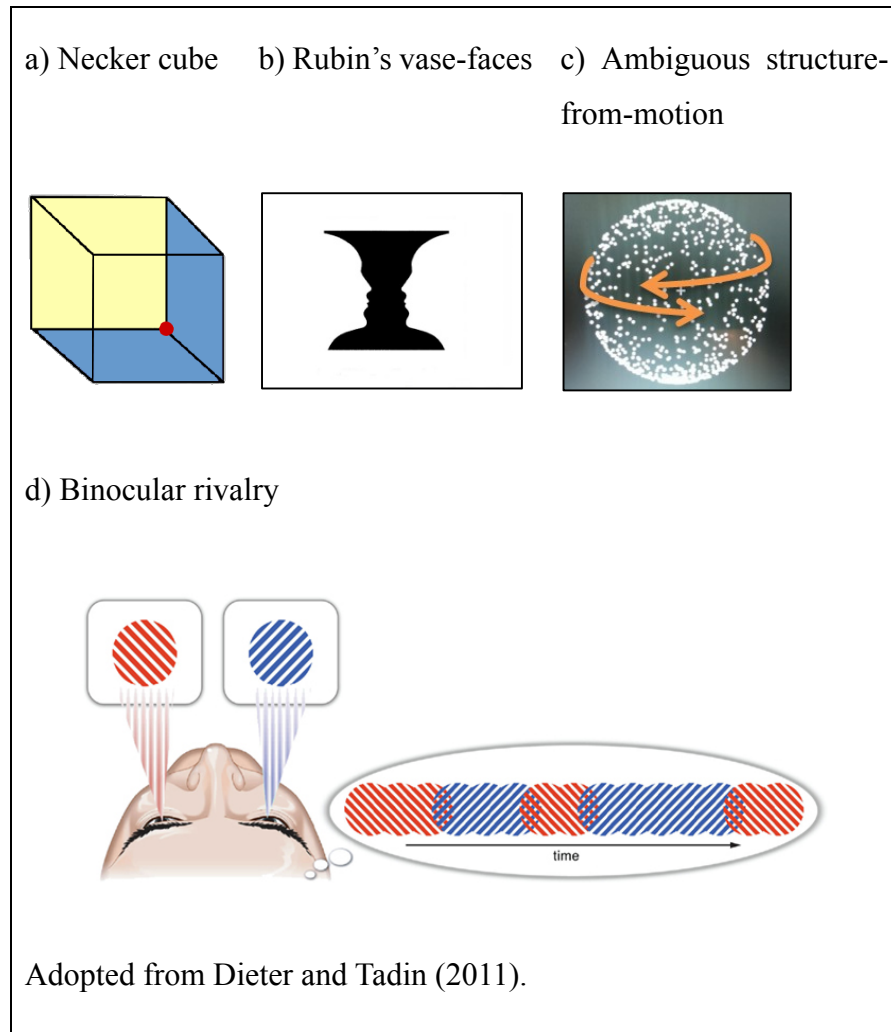 a) Necker cube
b) Rubin’s vase-faces
c) Ambiguous structure-
from-motion
d) Binocular rivalry
time
Adopted from Dieter and Tadin (2011).